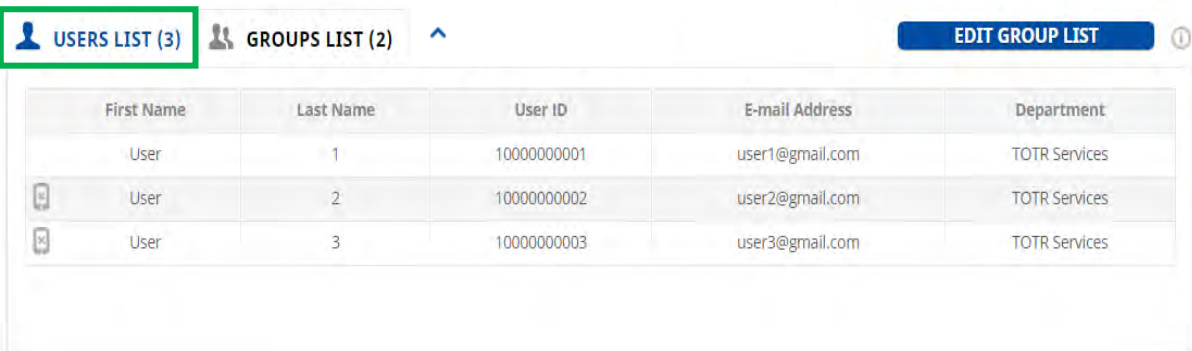 USERS LIST (3) GROUPS LIST (2) EDIT GROUP LIST
First Name Last Name User ID E-mail Address Department
User 1 10000000001 user1@gmail.com TOTR Services
User 2 10000000002 user2@gmail.com TOTR Services
User 3 10000000003 user3@gmail.com TOTR Services